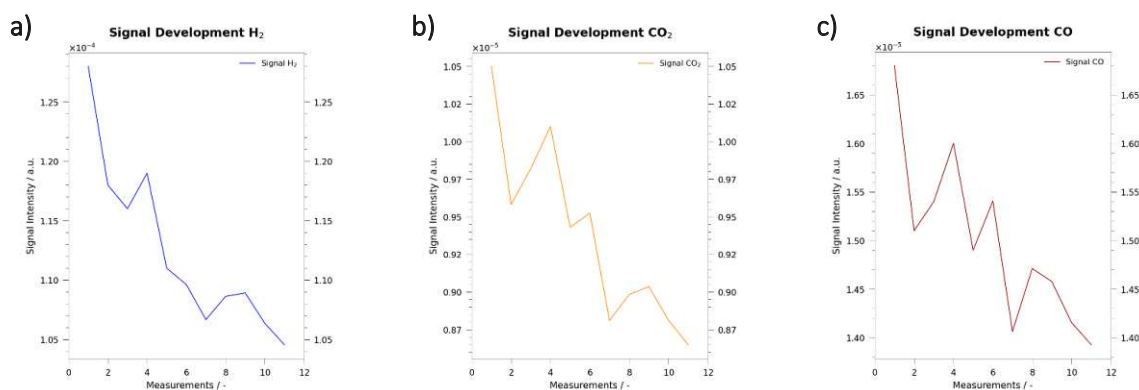 a)
Signal Development H₂
×10⁻⁴
Signal H₂
1.25
1.20
1.15
1.10
1.05
1.25
1.20
1.15
1.10
1.05
Signal Intensity / a.u.
0 2 4 6 8 10 12
Measurements / -
b)
Signal Development CO₂
×10⁻⁵
Signal CO₂
1.05
1.02
1.00
0.97
0.95
0.90
0.87
1.05
1.02
1.00
0.97
0.95
0.90
0.87
Signal Intensity / a.u.
0 2 4 6 8 10 12
Measurements / -
c)
Signal Development CO
×10⁻⁵
Signal CO
1.65
1.60
1.55
1.50
1.45
1.40
1.65
1.60
1.55
1.50
1.45
1.40
Signal Intensity / a.u.
0 2 4 6 8 10 12
Measurements / -